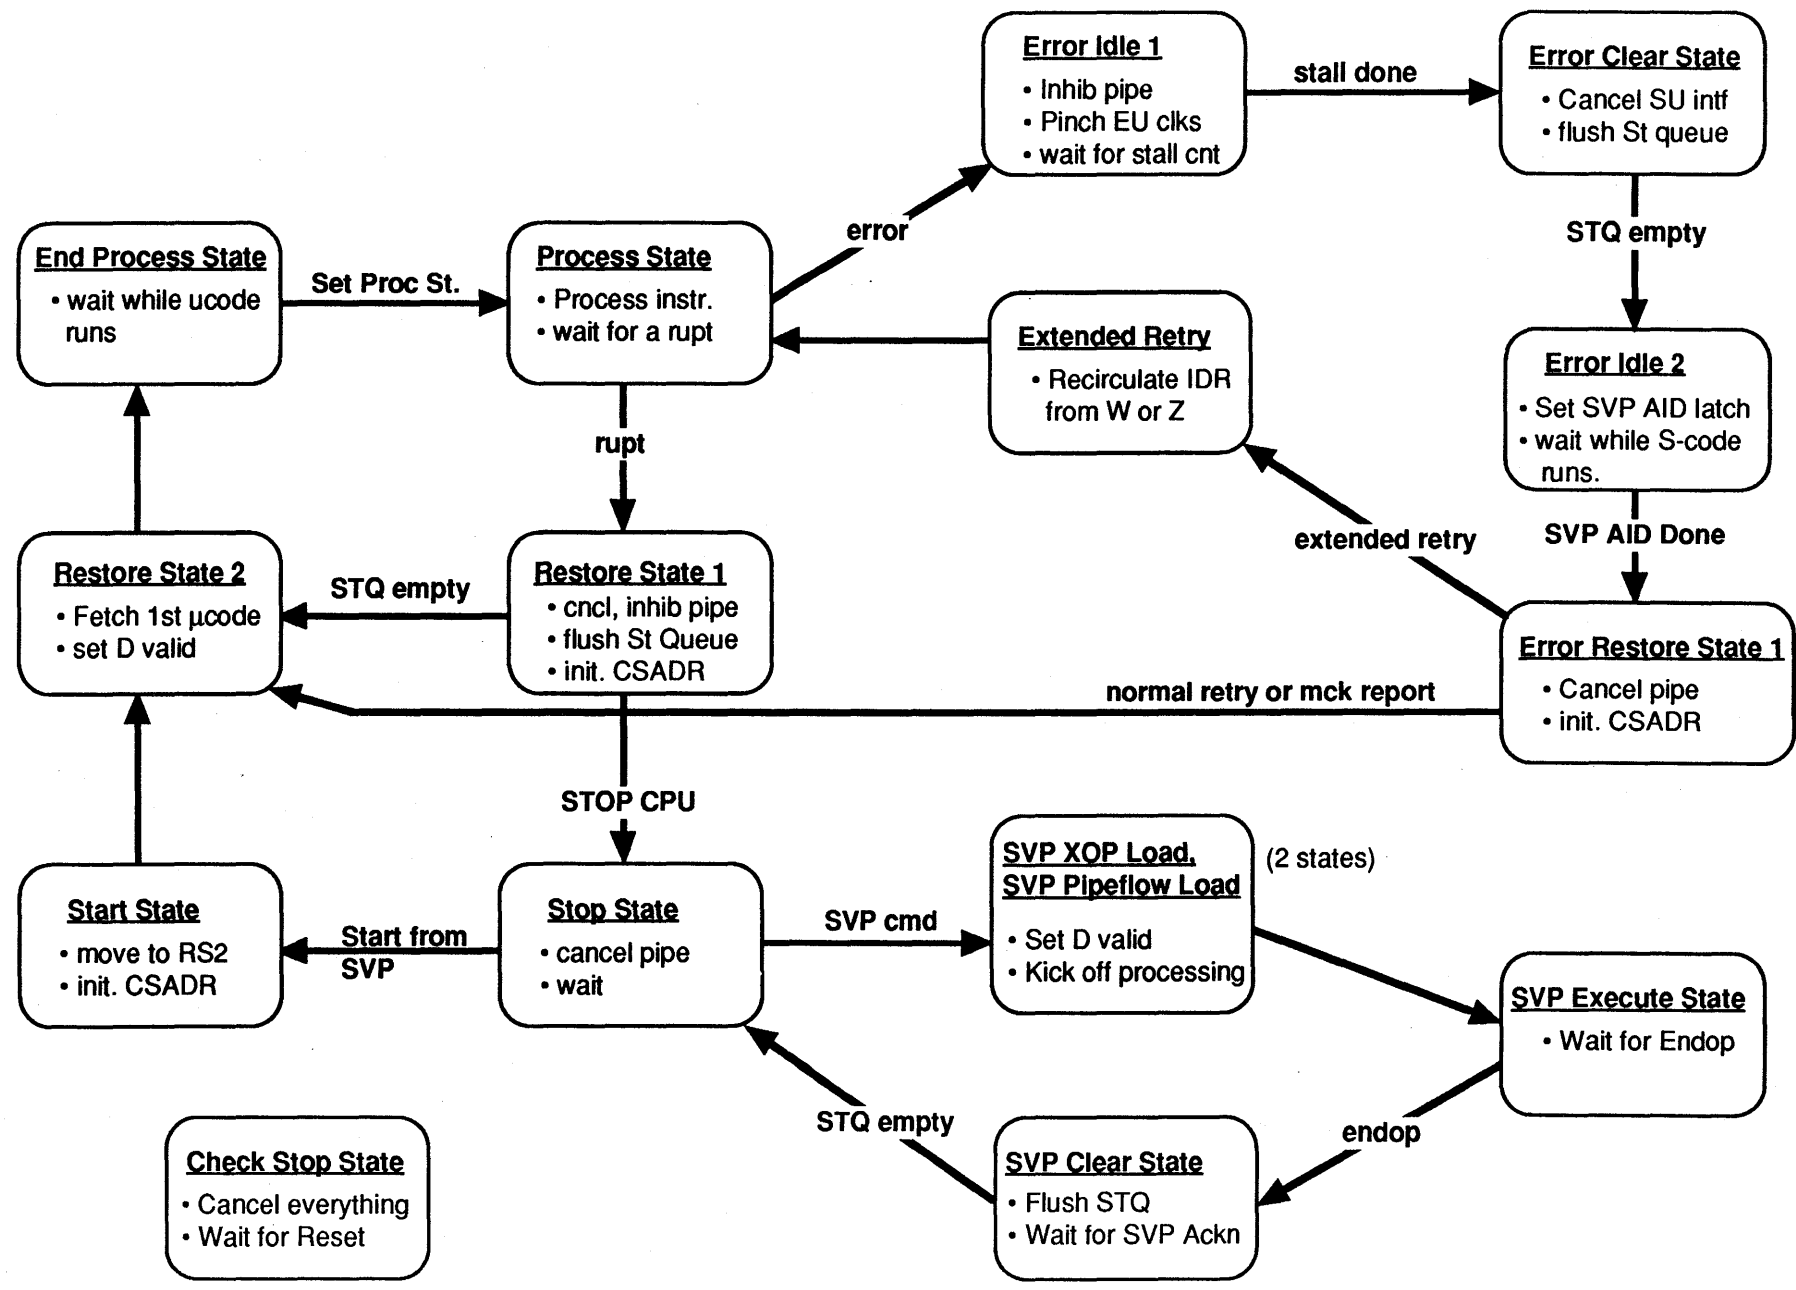 Error Idle 1
• Inhib pipe
• Pinch EU clks
• wait for stall cnt
stall done
Error Clear State
• Cancel SU intf
• flush St queue
STQ empty
error
End Process State
• wait while ucode
runs
Set Proc St.
Process State
• Process instr.
• wait for a rupt
Extended Retry
• Recirculate IDR
from W or Z
Error Idle 2
• Set SVP AID latch
• wait while S-code
runs.
rupt
SVP AID Done
extended retry
Restore State 2
• Fetch 1st µcode
• set D valid
STQ empty
Restore State 1
• cncl, inhib pipe
• flush St Queue
• init. CSADR
Error Restore State 1
• Cancel pipe
• init. CSADR
normal retry or mck report
STOP CPU
Start State
• move to RS2
• init. CSADR
Start from
SVP
Stop State
• cancel pipe
• wait
SVP cmd
SVP XOP Load,
SVP Pipeflow Load
• Set D valid
• Kick off processing
(2 states)
SVP Execute State
• Wait for Endop
endop
STQ empty
Check Stop State
• Cancel everything
• Wait for Reset
SVP Clear State
• Flush STQ
• Wait for SVP Ackn